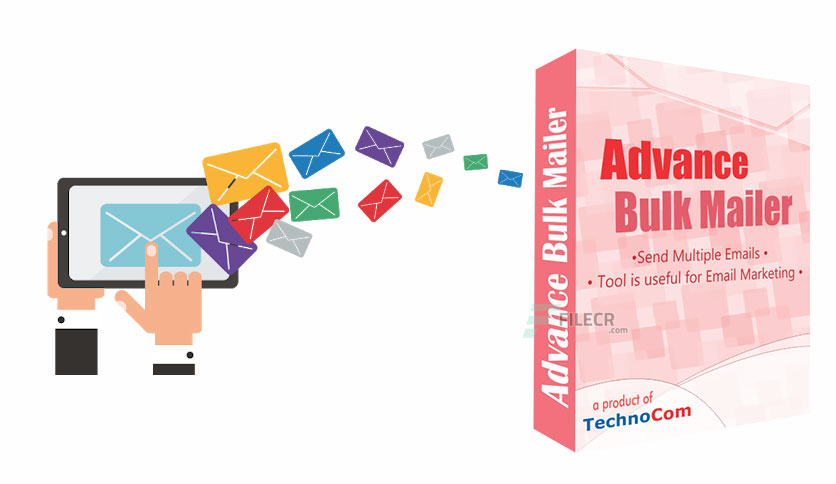 Advance
Bulk Mailer
•Send Multiple Emails •
• Tool is useful for Email Marketing •
a product of
TechnoCom
Advance Bulk Mailer
FILECR
.com